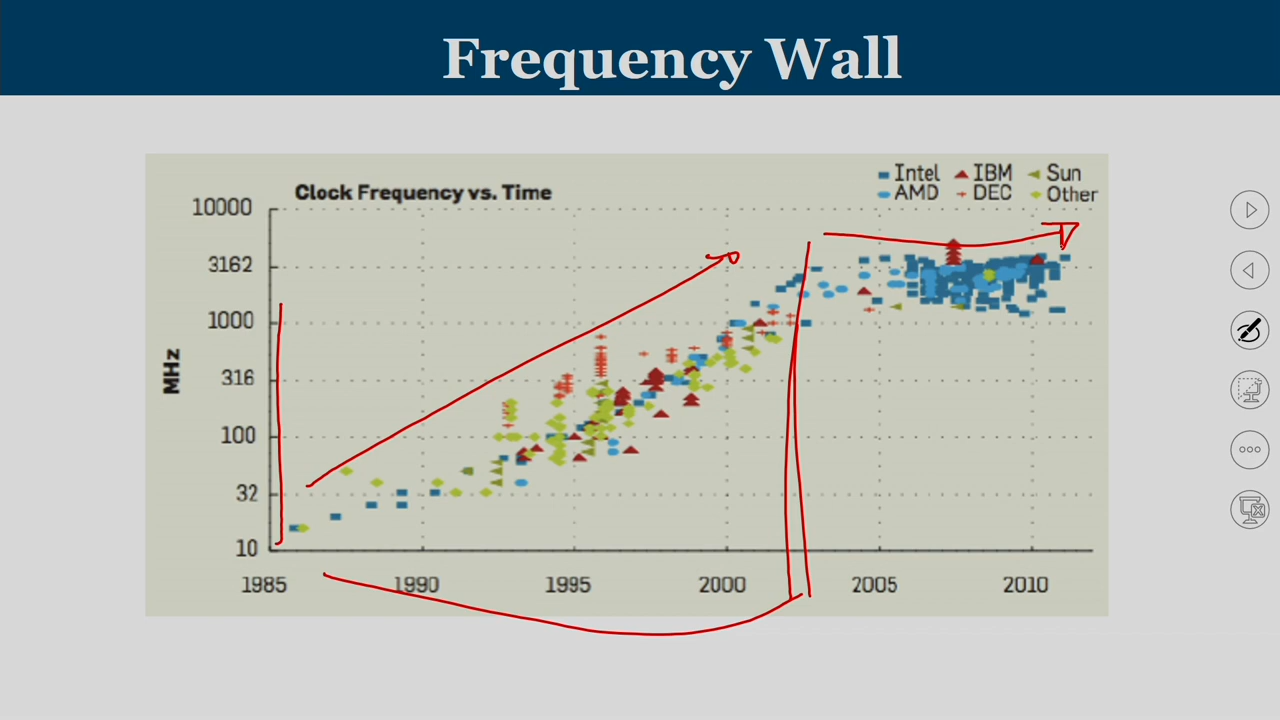 Frequency Wall
Clock Frequency vs. Time
Intel IBM Sun
AMD DEC Other
MHz
10000
3162
1000
316
100
32
10
1985 1990 1995 2000 2005 2010